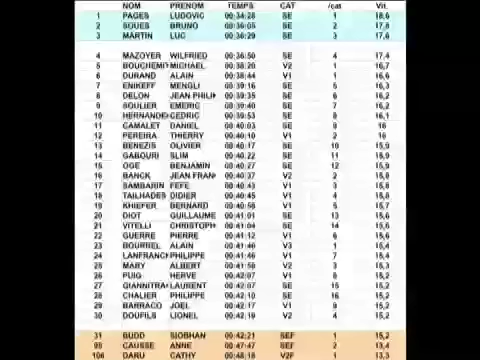 NOM PRENOM TEMPS CAT /cat Vit.
1 PAGES LUDOVIC 00:34:28 SE 1 18,6
2 SOUES BRUNO 00:36:05 SE 2 17,8
3 MARTIN LUC 00:36:29 SE 3 17,6
4 MAZOYER WILFRIED 00:36:50 SE 4 17,4
5 BOUCHEMIT MICHAEL 00:38:20 V2 1 16,7
6 DURAND ALAIN 00:38:44 V1 1 16,6
7 ENIKEFF MENGLI 00:39:16 SE 5 16,3
8 DELON JEAN PHILIP 00:39:35 SE 6 16,2
9 SOULIER EMERIC 00:39:40 SE 7 16,2
10 HERNANDEZ CEDRIC 00:39:53 SE 8 16,1
11 CAMALET DANIEL 00:40:03 SE 9 16
12 PEREIRA THIERRY 00:40:10 V1 2 16
13 BENEZIS OLIVIER 00:40:17 SE 10 15,9
14 GABOURI SLIM 00:40:22 SE 11 15,9
15 OGE BENJAMIN 00:40:27 SE 12 15,9
16 BANCK JEAN FRANC 00:40:37 V2 2 15,8
17 SAMBARIN FEFE 00:40:43 V1 3 15,8
18 TAILHADES DIDIER 00:40:45 V1 4 15,8
19 KHIEFER BERNARD 00:40:56 V1 5 15,7
20 DIOT GUILLAUME 00:41:01 SE 13 15,6
21 VITELLI CHRISTOPH 00:41:04 SE 14 15,6
22 GUERRE PIERRE 00:41:12 V1 6 15,6
23 BOURREL ALAIN 00:41:40 V3 1 15,4
24 LANFRANCHI PHILIPPE 00:41:46 V1 7 15,4
25 MARY ALBERT 00:41:50 V2 3 15,4
26 PUIG HERVE 00:42:07 V1 8 15,2
27 GIANNITRA LAURENT 00:42:07 SE 15 15,2
28 CHALIER PHILIPPE 00:42:10 SE 16 15,2
29 BARRACO JOEL 00:42:17 V1 9 15,2
30 DOUFILS LIONEL 00:42:19 V2 4 15,2
31 BUDD SIOBHAN 00:42:21 SEF 1 15,2
95 CAUSSE ANNE 00:47:47 SEF 2 13,4
106 DARU CATHY 00:48:18 V2F 1 13,3